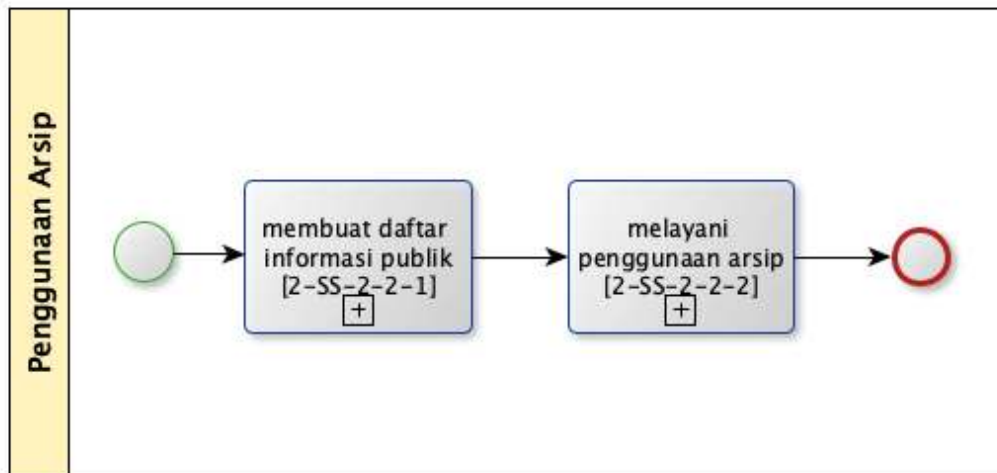 Penggunaan Arsip
membuat daftar
informasi publik
[2-SS-2-2-1]
+
melayani
penggunaan arsip
[2-SS-2-2-2]
+